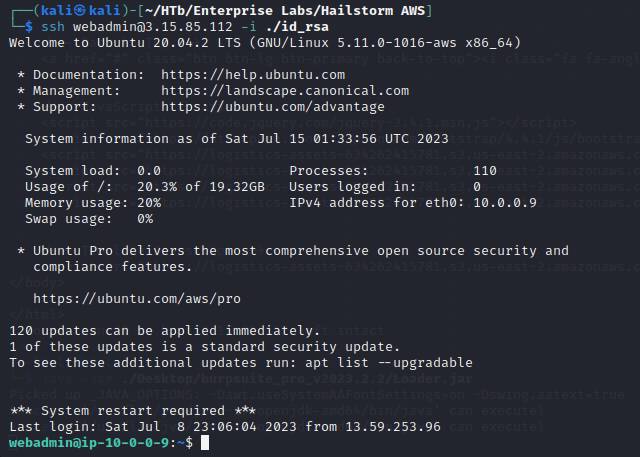 ┌──(kali㉿kali)-[~/HTb/Enterprise Labs/Hailstorm AWS]
└─$ ssh webadmin@3.15.85.112 -i ./id_rsa
Welcome to Ubuntu 20.04.2 LTS (GNU/Linux 5.11.0-1016-aws x86_64)
* Documentation:  https://help.ubuntu.com
* Management:     https://landscape.canonical.com
* Support:        https://ubuntu.com/advantage
System information as of Sat Jul 15 01:33:56 UTC 2023
System load:  0.0               Processes:             110
Usage of /:   20.3% of 19.32GB   Users logged in:       0
Memory usage: 20%               IPv4 address for eth0: 10.0.0.9
Swap usage:   0%
* Ubuntu Pro delivers the most comprehensive open source security and
compliance features.
https://ubuntu.com/aws/pro
120 updates can be applied immediately.
1 of these updates is a standard security update.
To see these additional updates run: apt list --upgradable
*** System restart required ***
Last login: Sat Jul  8 23:06:04 2023 from 13.59.253.96
webadmin@ip-10-0-0-9:~$